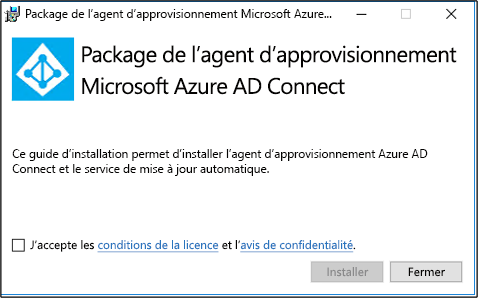 Package de l'agent d'approvisionnement Microsoft Azure...
Package de l'agent d'approvisionnement
Microsoft Azure AD Connect
Ce guide d'installation permet d'installer l'agent d'approvisionnement Azure AD
Connect et le service de mise à jour automatique.
J'accepte les conditions de la licence et l'avis de confidentialité.
Installer
Fermer